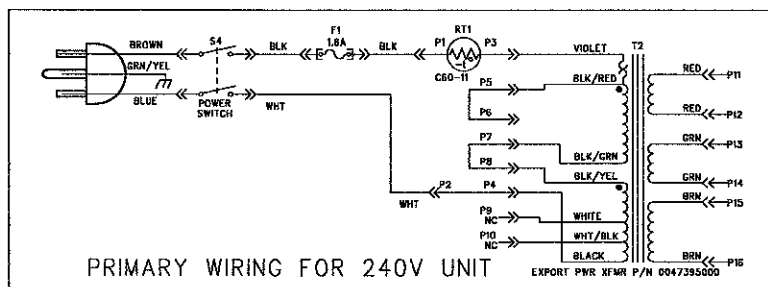 BROWN
S4
BLK
F1
1.8A
BLK
P1
RT1
P3
C60-11
VIOLET
T2
GRN/YEL
BLUE
POWER
SWITCH
WHT
P5
BLK/RED
P6
P7
BLK/GRN
P8
BLK/YEL
WHT
P2
P4
P9
NC
WHITE
P10
NC
WHT/BLK
BLACK
RED
P11
RED
P12
GRN
P13
GRN
P14
BRN
P15
BRN
P16
PRIMARY WIRING FOR 240V UNIT
EXPORT PWR XFMR P/N 0047395000